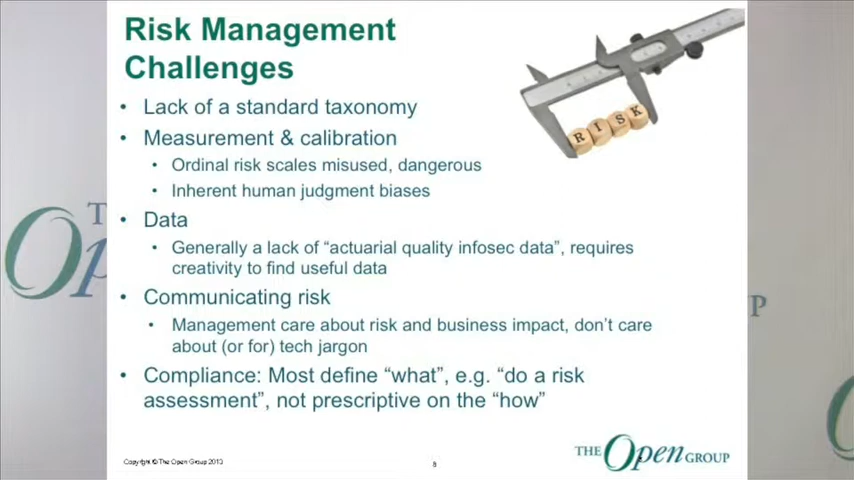 Risk Management
Challenges
RISK
• Lack of a standard taxonomy
• Measurement & calibration
• Ordinal risk scales misused, dangerous
• Inherent human judgment biases
• Data
• Generally a lack of “actuarial quality infosec data”, requires
creativity to find useful data
• Communicating risk
• Management care about risk and business impact, don’t care
about (or for) tech jargon
• Compliance: Most define “what”, e.g. “do a risk
assessment”, not prescriptive on the “how”
Copyright © The Open Group 2013
8
THE Open GROUP